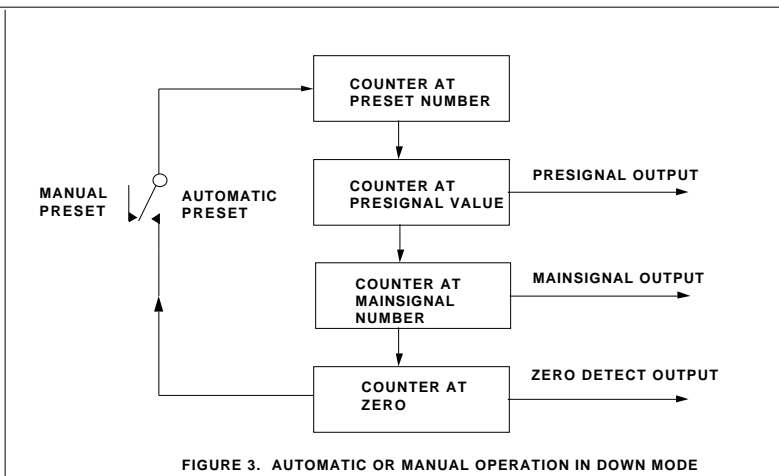 COUNTER AT
PRESET NUMBER
MANUAL
PRESET
AUTOMATIC
PRESET
COUNTER AT
PRESIGNAL VALUE
PRESIGNAL OUTPUT
COUNTER AT
MAINSIGNAL
NUMBER
MAINSIGNAL OUTPUT
COUNTER AT
ZERO
ZERO DETECT OUTPUT
FIGURE 3. AUTOMATIC OR MANUAL OPERATION IN DOWN MODE